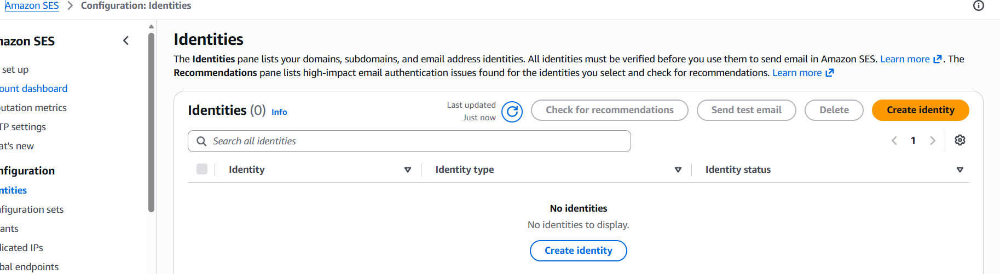 Amazon SES > Configuration: Identities
mazon SES
set up
ount dashboard
utation metrics
TP settings
at's new
nfiguration
ntities
nfiguration sets
ants
licated IPs
bal endpoints
Identities
The Identities pane lists your domains, subdomains, and email address identities. All identities must be verified before you use them to send email in Amazon SES. Learn more. The
Recommendations pane lists high-impact email authentication issues found for the identities you select and check for recommendations. Learn more
Identities (0) Info
Last updated
Just now
Check for recommendations
Send test email
Delete
Create identity
Search all identities
1
Identity Identity type Identity status
No identities
No identities to display.
Create identity